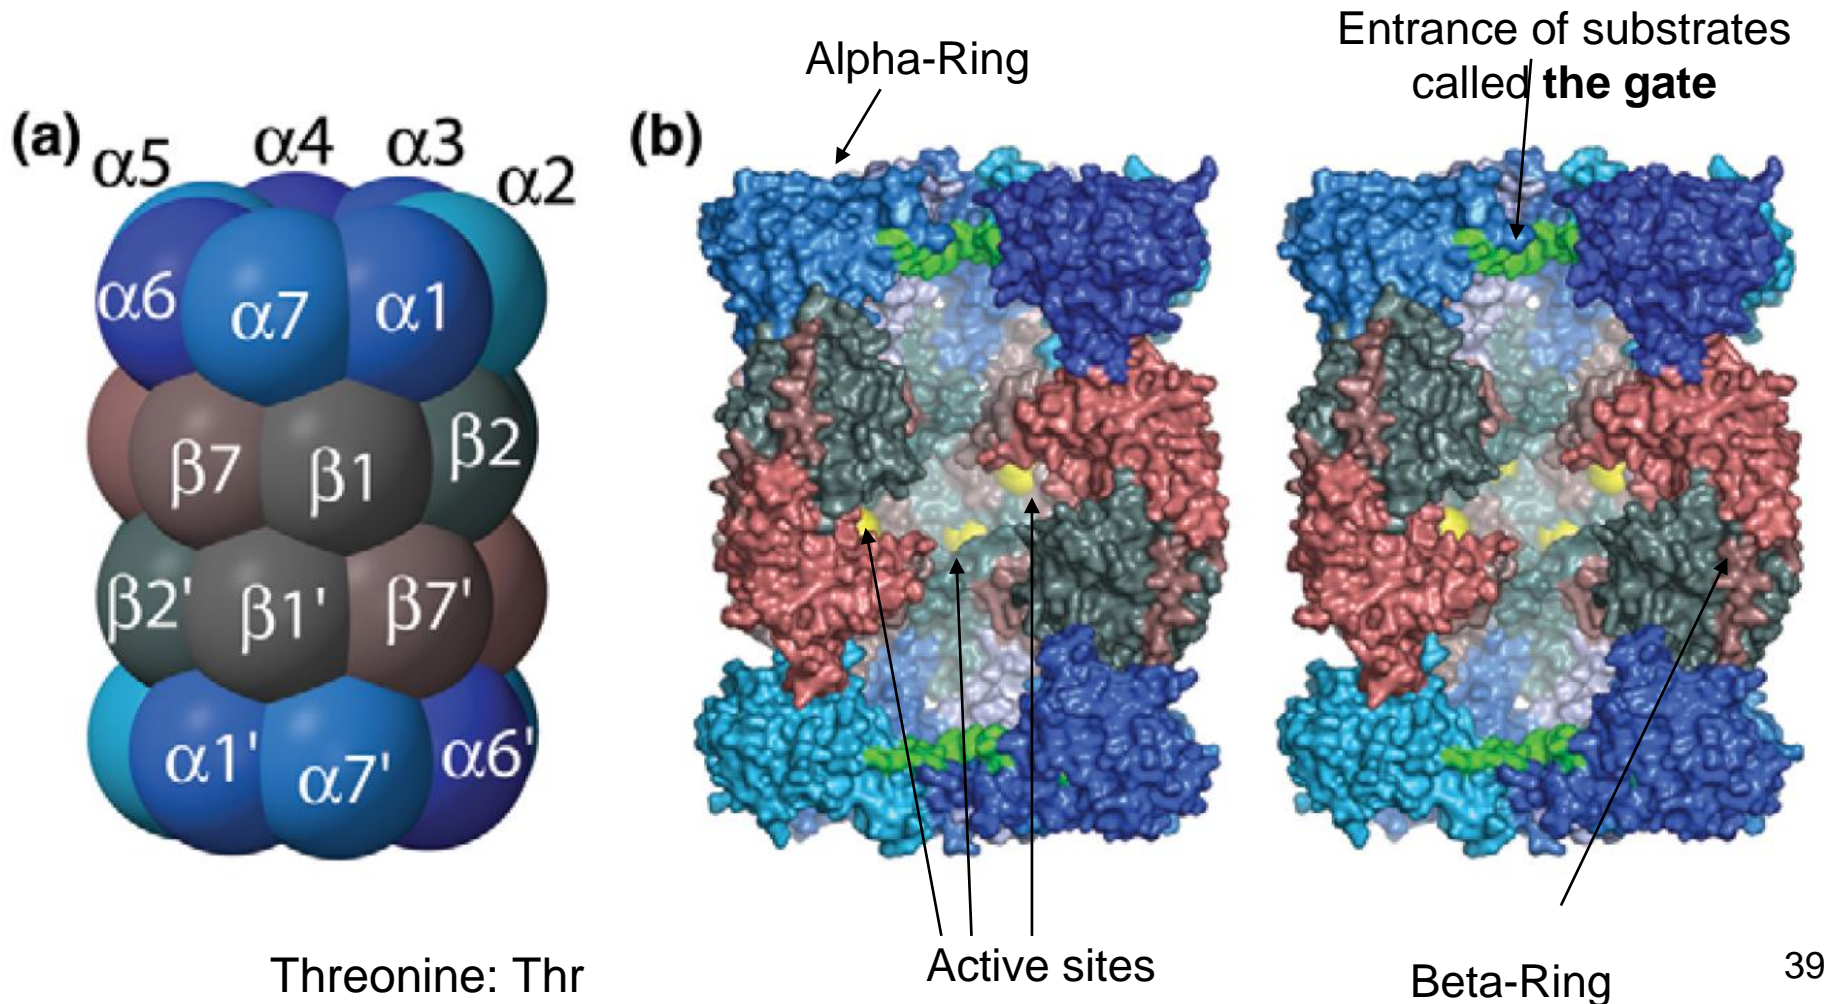 Alpha-Ring
Entrance of substrates
called the gate
(a)
α5
α4
α3
α2
(b)
α6
α7
α1
β7
β1
β2
β2'
β1'
β7'
α1'
α7'
α6'
Threonine: Thr
Active sites
Beta-Ring
39